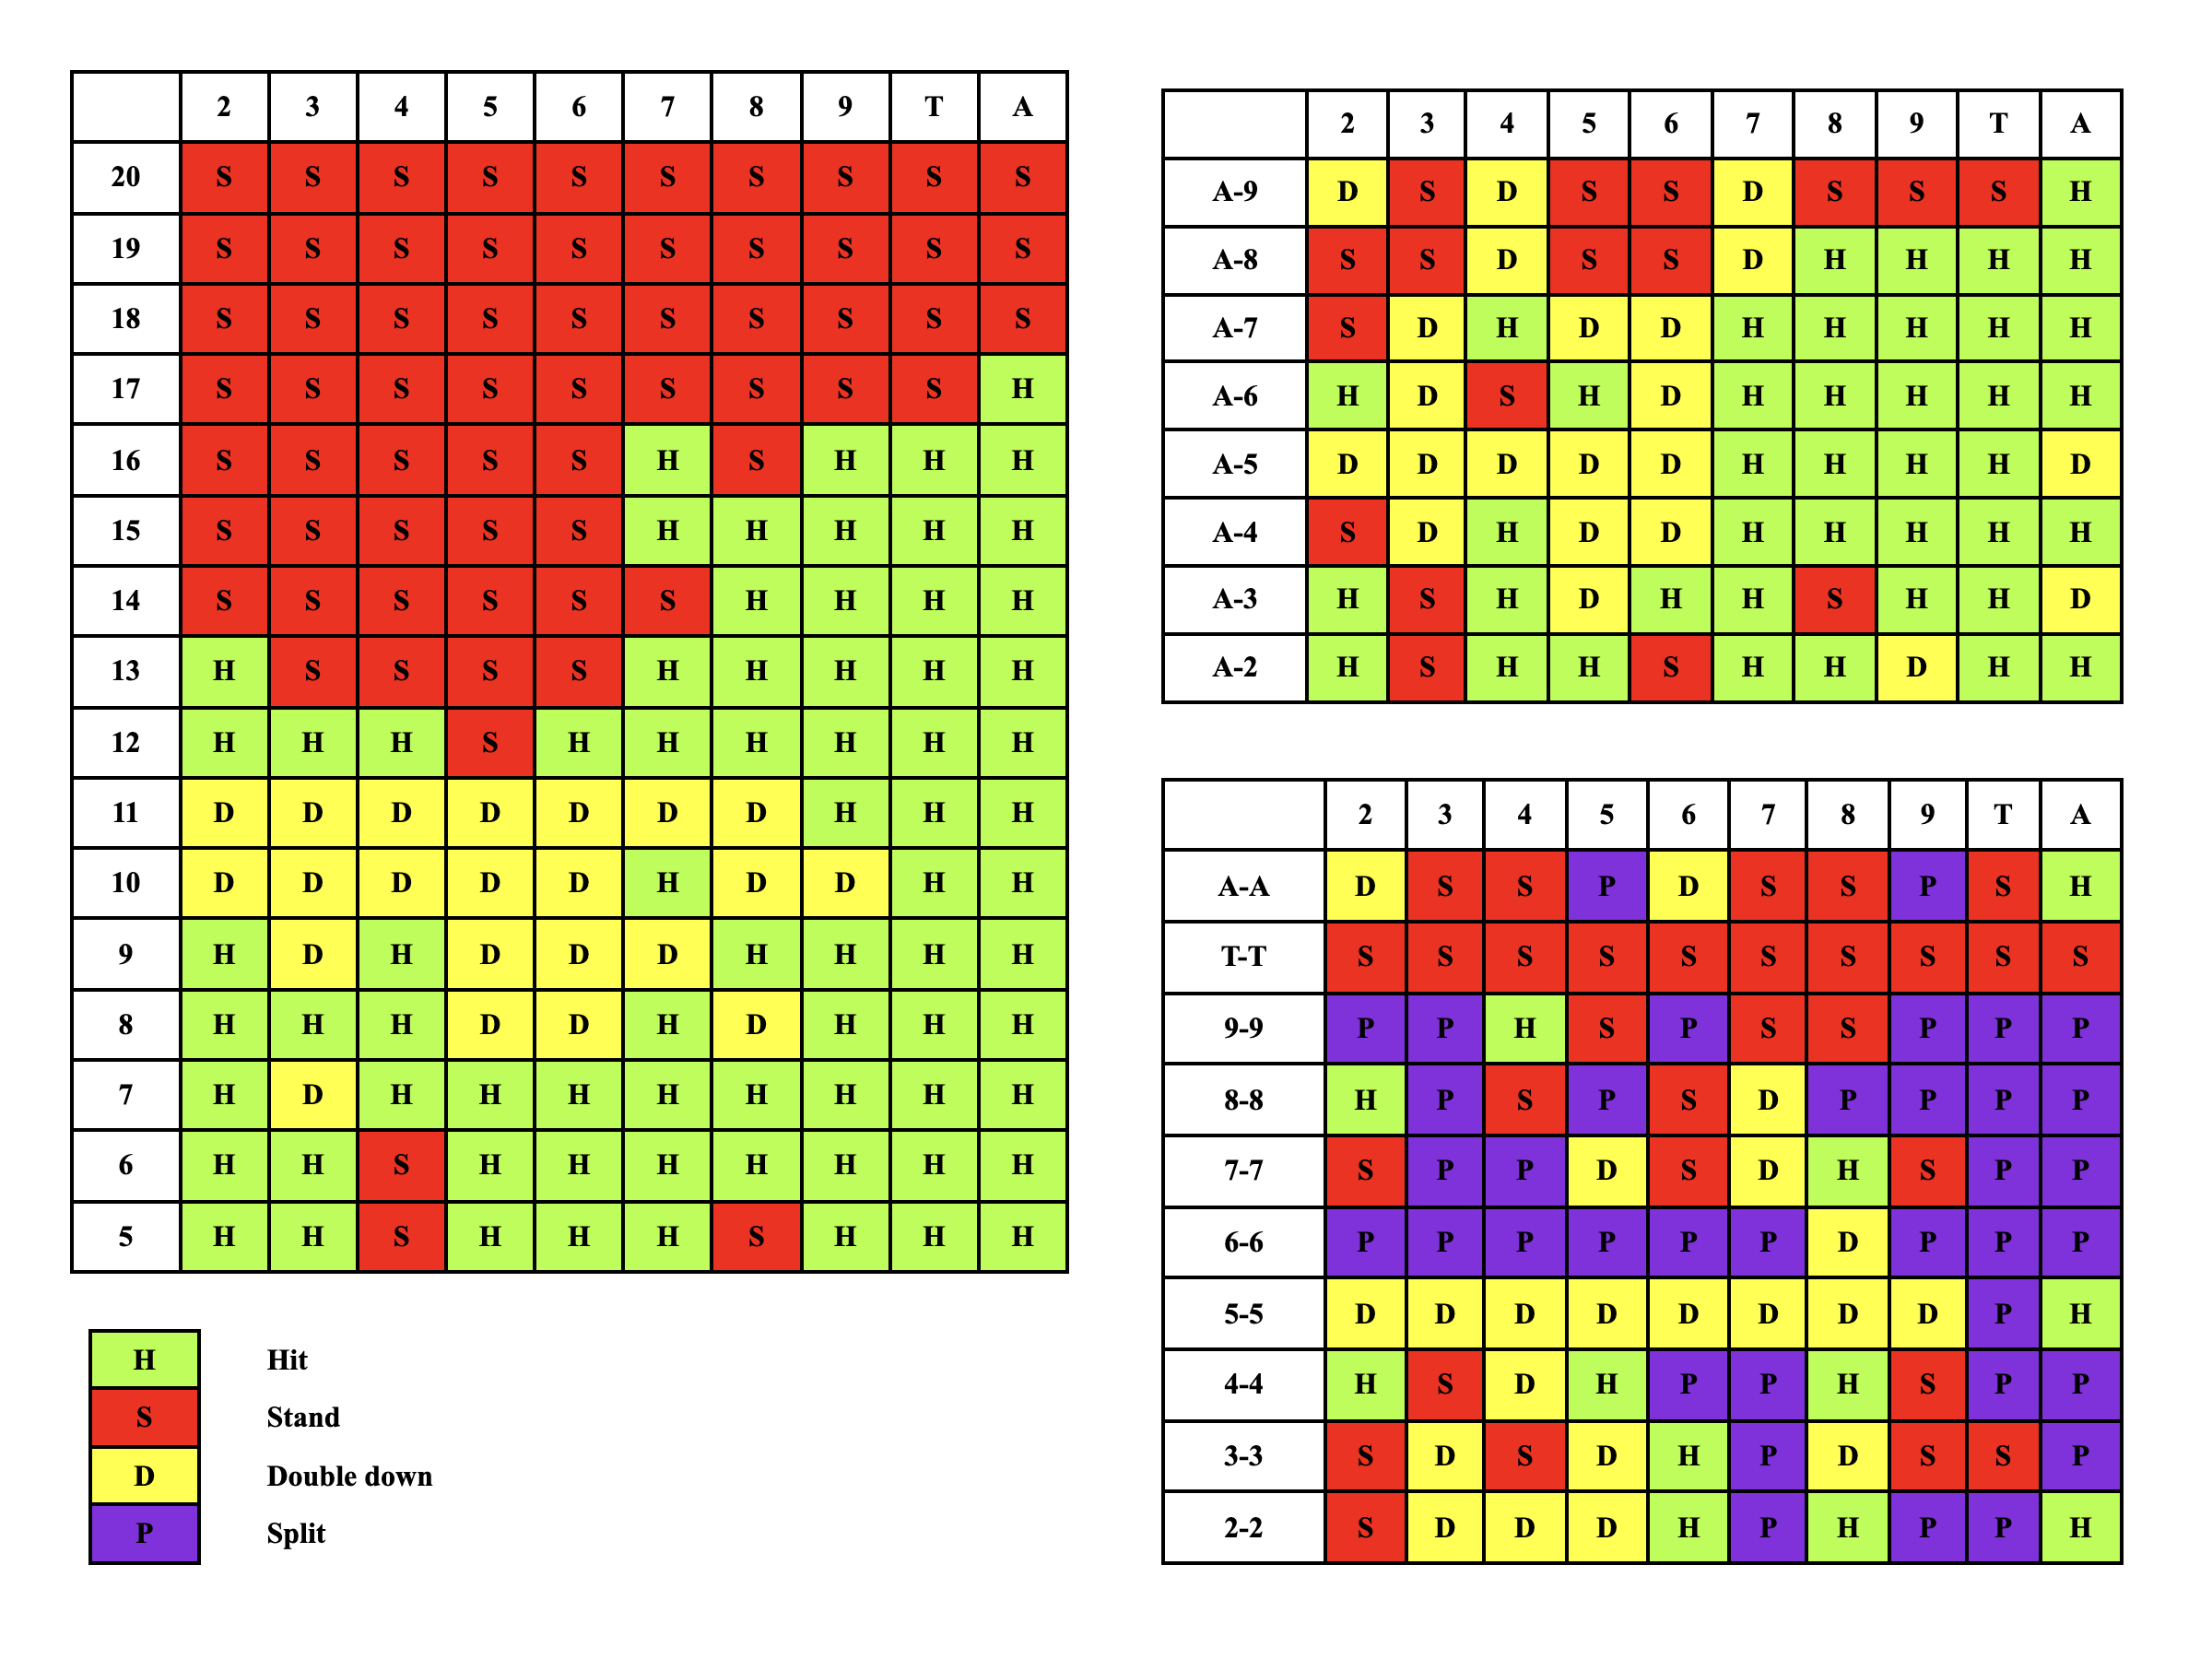 2 3 4 5 6 7 8 9 T A
20 S S S S S S S S S S
19 S S S S S S S S S S
18 S S S S S S S S S S
17 S S S S S S S S S H
16 S S S S S H S H H H
15 S S S S S H H H H H
14 S S S S S S H H H H
13 H S S S S H H H H H
12 H H H S H H H H H H
11 D D D D D D D H H H
10 D D D D D H D D H H
9 H D H D D D H H H H
8 H H H D D H D H H H
7 H D H H H H H H H H
6 H H S H H H H H H H
5 H H S H H H S H H H
H Hit
S Stand
D Double down
P Split
2 3 4 5 6 7 8 9 T A
A-9 D S D S S D S S S H
A-8 S S D S S D H H H H
A-7 S D H D D H H H H H
A-6 H D S H D H H H H H
A-5 D D D D D H H H H D
A-4 S D H D D H H H H H
A-3 H S H D H H S H H D
A-2 H S H H S H H D H H
2 3 4 5 6 7 8 9 T A
A-A D S S P D S S P S H
T-T S S S S S S S S S S
9-9 P P H S P S S P P P
8-8 H P S P S D P P P P
7-7 S P P D S D H S P P
6-6 P P P P P P D P P P
5-5 D D D D D D D D P H
4-4 H S D H P P H S P P
3-3 S D S D H P D S S P
2-2 S D D D H P H P P H